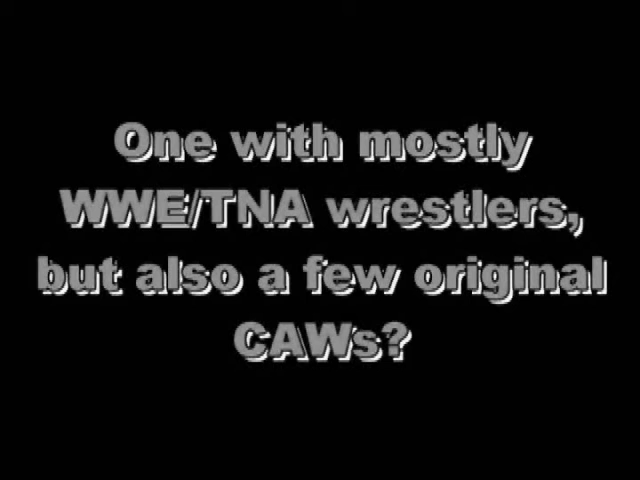 One with mostly
WWE/TNA wrestlers,
but also a few original
CAWs?